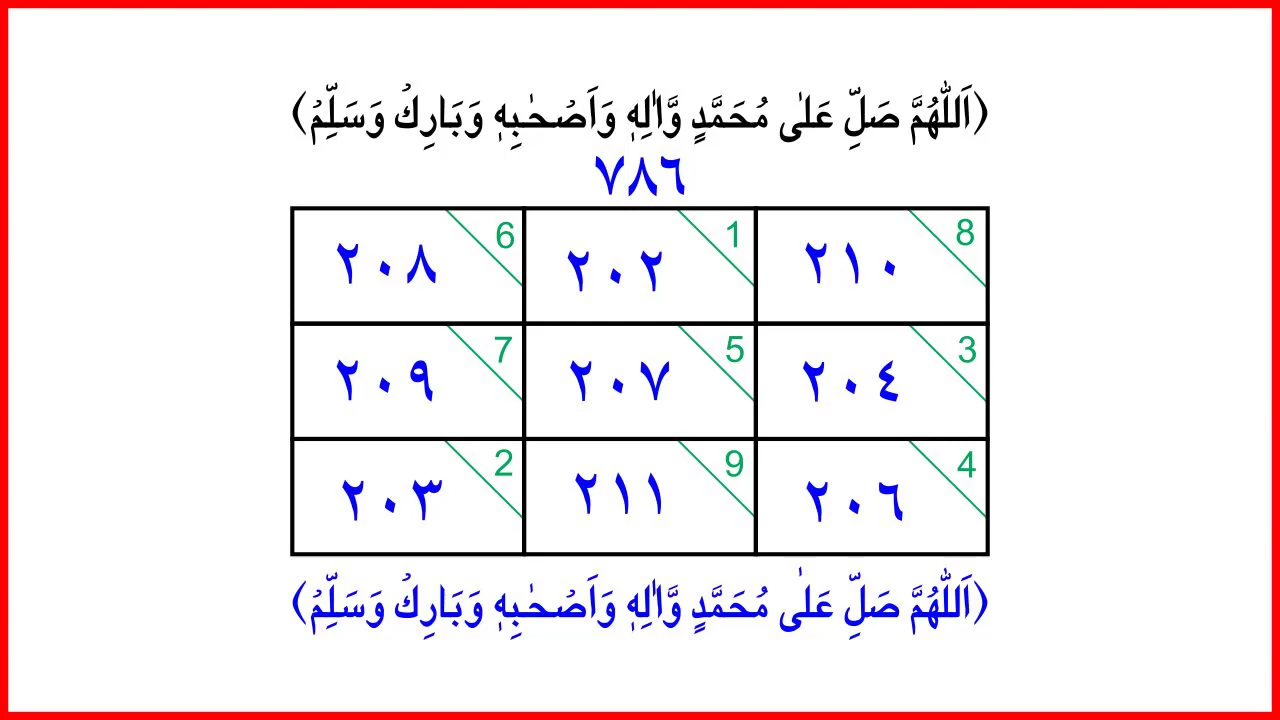 ﴿اَللّٰهُمَّ صَلِّ عَلٰى مُحَمَّدٍ وَّاٰلِهٖ وَاَصْحٰبِهٖ وَبَارِكْ وَسَلِّمْ﴾
٧٨٦
٢٠٨ 6 ٢٠٢ 1 ٢١٠ 8
٢٠٩ 7 ٢٠٧ 5 ٢٠٤ 3
٢٠٣ 2 ٢١١ 9 ٢٠٦ 4
﴿اَللّٰهُمَّ صَلِّ عَلٰى مُحَمَّدٍ وَّاٰلِهٖ وَاَصْحٰبِهٖ وَبَارِكْ وَسَلِّمْ﴾